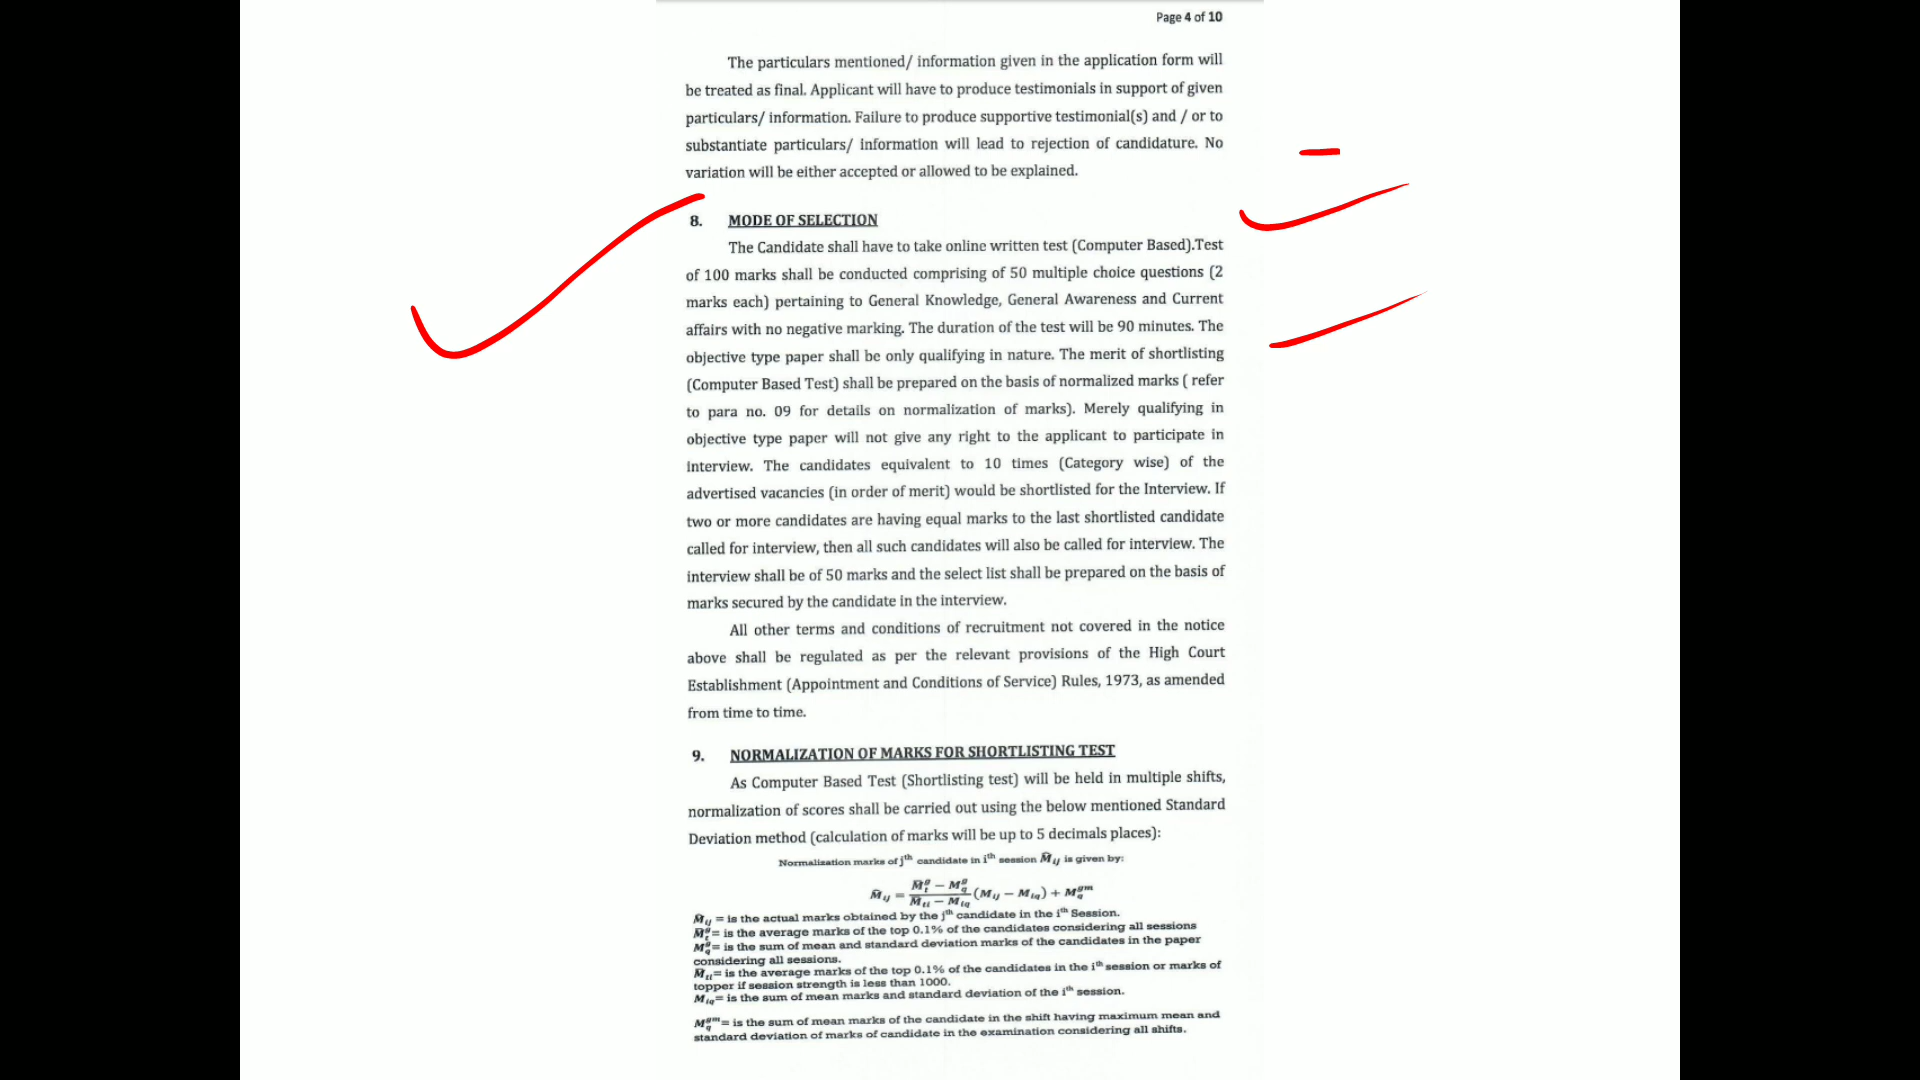 Page 4 of 10
The particulars mentioned/ information given in the application form will
be treated as final. Applicant will have to produce testimonials in support of given
particulars/ information. Failure to produce supportive testimonial(s) and / or to
substantiate particulars/ information will lead to rejection of candidature. No
variation will be either accepted or allowed to be explained.
8. MODE OF SELECTION
The Candidate shall have to take online written test (Computer Based).Test
of 100 marks shall be conducted comprising of 50 multiple choice questions (2
marks each) pertaining to General Knowledge, General Awareness and Current
affairs with no negative marking. The duration of the test will be 90 minutes. The
objective type paper shall be only qualifying in nature. The merit of shortlisting
(Computer Based Test) shall be prepared on the basis of normalized marks ( refer
to para no. 09 for details on normalization of marks). Merely qualifying in
objective type paper will not give any right to the applicant to participate in
interview. The candidates equivalent to 10 times (Category wise) of the
advertised vacancies (in order of merit) would be shortlisted for the Interview. If
two or more candidates are having equal marks to the last shortlisted candidate
called for interview, then all such candidates will also be called for interview. The
interview shall be of 50 marks and the select list shall be prepared on the basis of
marks secured by the candidate in the interview.
All other terms and conditions of recruitment not covered in the notice
above shall be regulated as per the relevant provisions of the High Court
Establishment (Appointment and Conditions of Service) Rules, 1973, as amended
from time to time.
9. NORMALIZATION OF MARKS FOR SHORTLISTING TEST
As Computer Based Test (Shortlisting test) will be held in multiple shifts,
normalization of scores shall be carried out using the below mentioned Standard
Deviation method (calculation of marks will be up to 5 decimals places):
Normalization marks of jth candidate in ith session M̂ij is given by:
M̂ij = (M̄tg − Mqg) / (M̄ti − Miq) (Mij − Miq) + Mqgm
M̂ij = is the actual marks obtained by the jth candidate in the ith Session.
M̄tg = is the average marks of the top 0.1% of the candidates considering all sessions
Mqg = is the sum of mean and standard deviation marks of the candidates in the paper
considering all sessions.
M̄ti = is the average marks of the top 0.1% of the candidates in the ith session or marks of
topper if session strength is less than 1000.
Miq = is the sum of mean marks and standard deviation of the ith session.
Mqgm = is the sum of mean marks of the candidate in the shift having maximum mean and
standard deviation of marks of candidate in the examination considering all shifts.